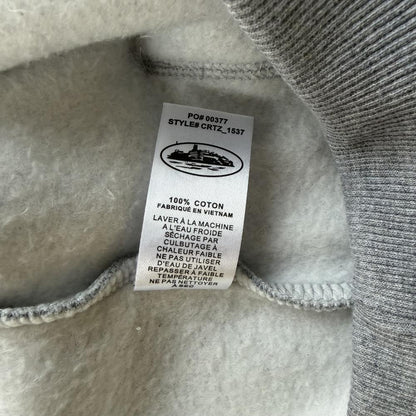 PO# 00377
STYLE# CRTZ_1537
100% COTON
FABRIQUÉ EN VIETNAM
LAVER À LA MACHINE
A L'EAU FROIDE
SÉCHAGE PAR
CULBUTAGE À
CHALEUR FAIBLE
NE PAS UTILISER
D'EAU DE JAVEL
REPASSER À FAIBLE
TEMPÉRATURE
NE PAS NETTOYER
À SEC